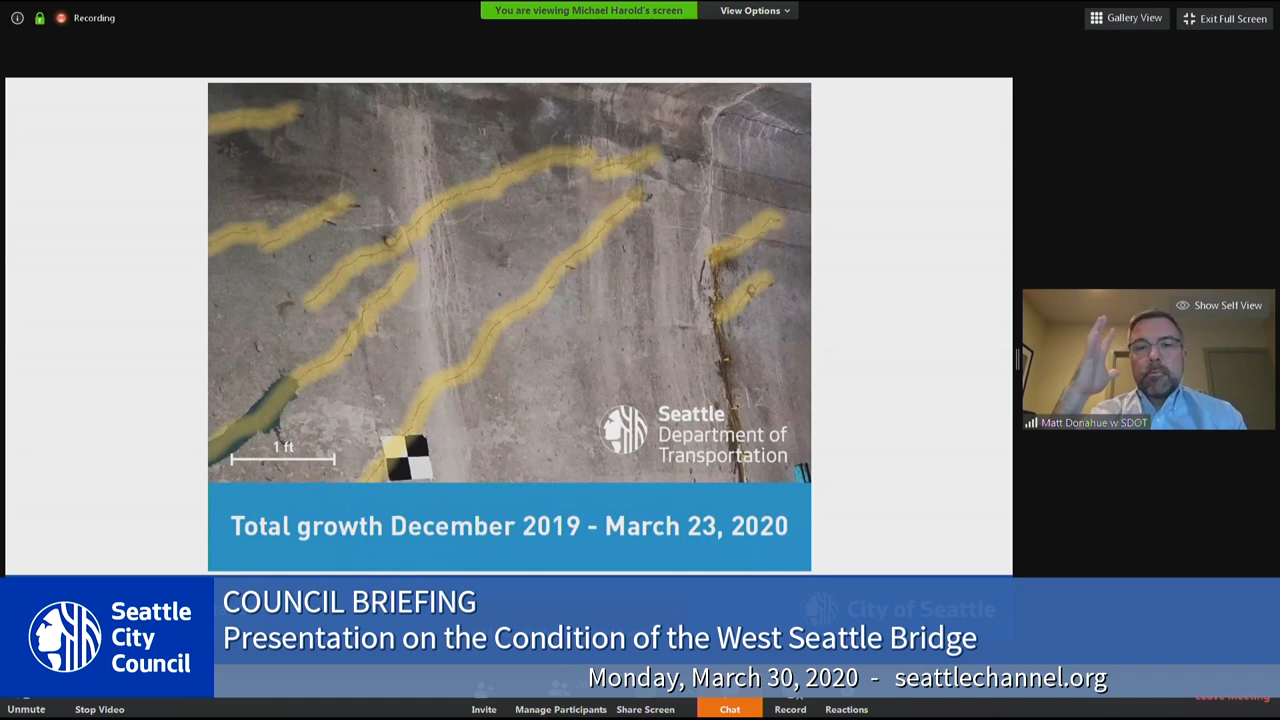 Recording
You are viewing Michael Harold's screen
View Options
Gallery View
Exit Full Screen
1 ft
Seattle
Department of
Transportation
Total growth December 2019 - March 23, 2020
Show Self View
Matt Donahue w SDOT
City of Seattle
Seattle
City
Council
COUNCIL BRIEFING
Presentation on the Condition of the West Seattle Bridge
Monday, March 30, 2020 - seattlechannel.org
Unmute
Stop Video
Invite
Manage Participants
Share Screen
Chat
Record
Reactions
Leave Meeting